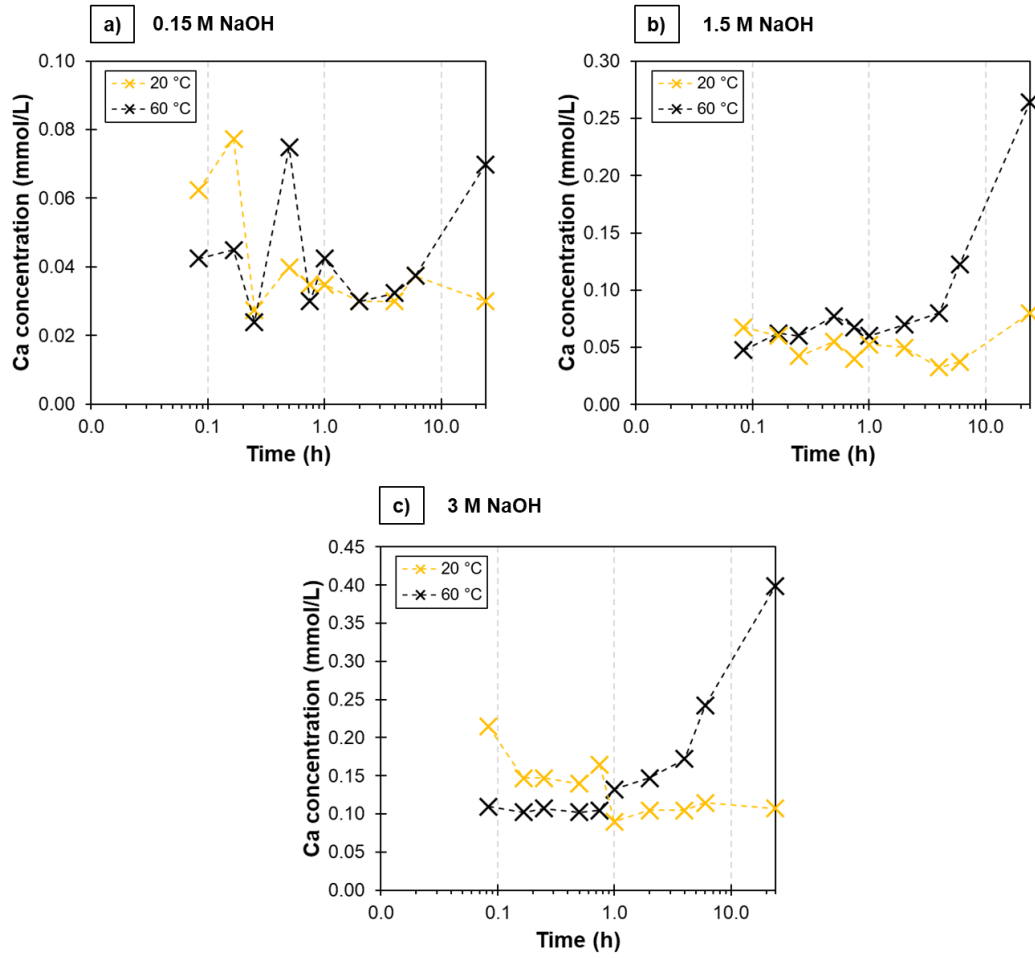 a) 0.15 M NaOH
Ca concentration (mmol/L)
0.10
0.08
0.06
0.04
0.02
0.00
20 °C
60 °C
0.0 0.1 1.0 10.0
Time (h)
b) 1.5 M NaOH
Ca concentration (mmol/L)
0.30
0.25
0.20
0.15
0.10
0.05
0.00
20 °C
60 °C
0.0 0.1 1.0 10.0
Time (h)
c) 3 M NaOH
Ca concentration (mmol/L)
0.45
0.40
0.35
0.30
0.25
0.20
0.15
0.10
0.05
0.00
20 °C
60 °C
0.0 0.1 1.0 10.0
Time (h)